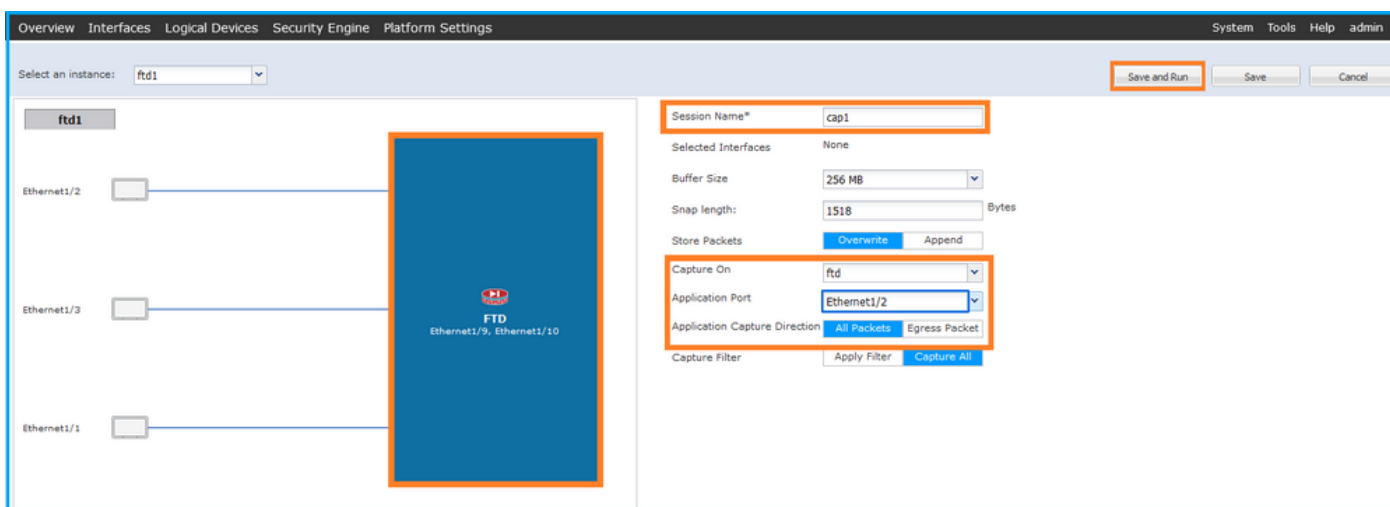 Overview Interfaces Logical Devices Security Engine Platform Settings System Tools Help admin
Select an instance: ftd1 Save and Run Save Cancel
ftd1
Ethernet1/2
Ethernet1/3
Ethernet1/1
FTD
Ethernet1/9, Ethernet1/10
Session Name* cap1
Selected Interfaces None
Buffer Size 256 MB
Snap length: 1518 Bytes
Store Packets Overwrite Append
Capture On ftd
Application Port Ethernet1/2
Application Capture Direction All Packets Egress Packet
Capture Filter Apply Filter Capture All